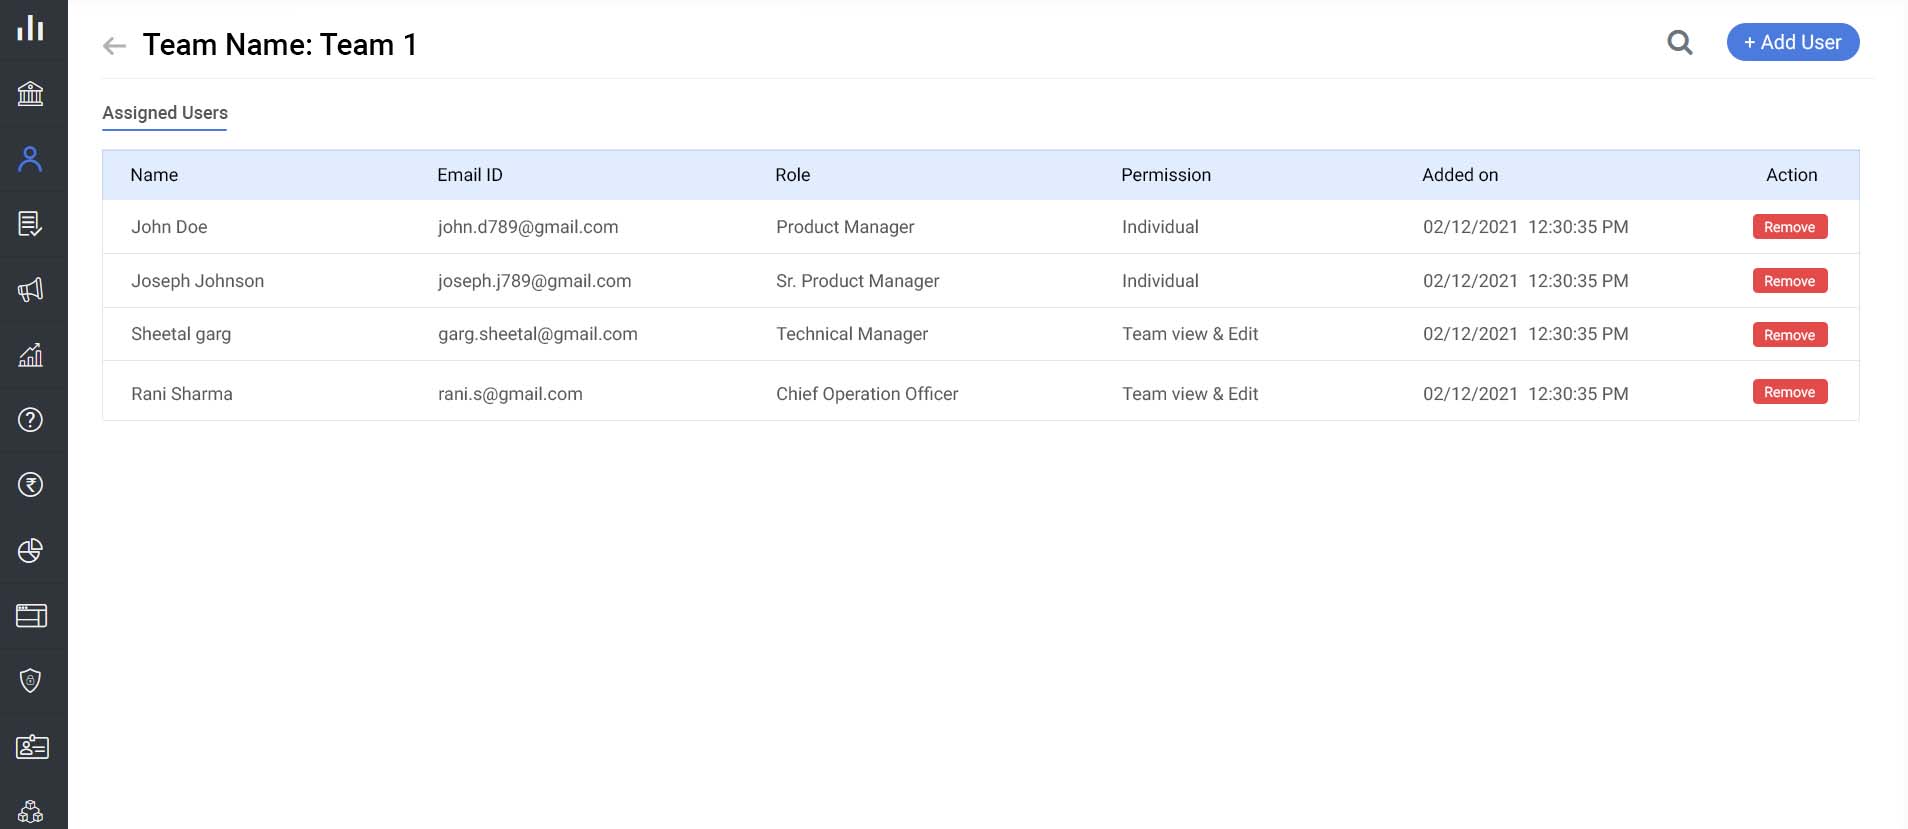 Team Name: Team 1
+ Add User
Assigned Users
Name Email ID Role Permission Added on Action
John Doe john.d789@gmail.com Product Manager Individual 02/12/2021 12:30:35 PM Remove
Joseph Johnson joseph.j789@gmail.com Sr. Product Manager Individual 02/12/2021 12:30:35 PM Remove
Sheetal garg garg.sheetal@gmail.com Technical Manager Team view & Edit 02/12/2021 12:30:35 PM Remove
Rani Sharma rani.s@gmail.com Chief Operation Officer Team view & Edit 02/12/2021 12:30:35 PM Remove